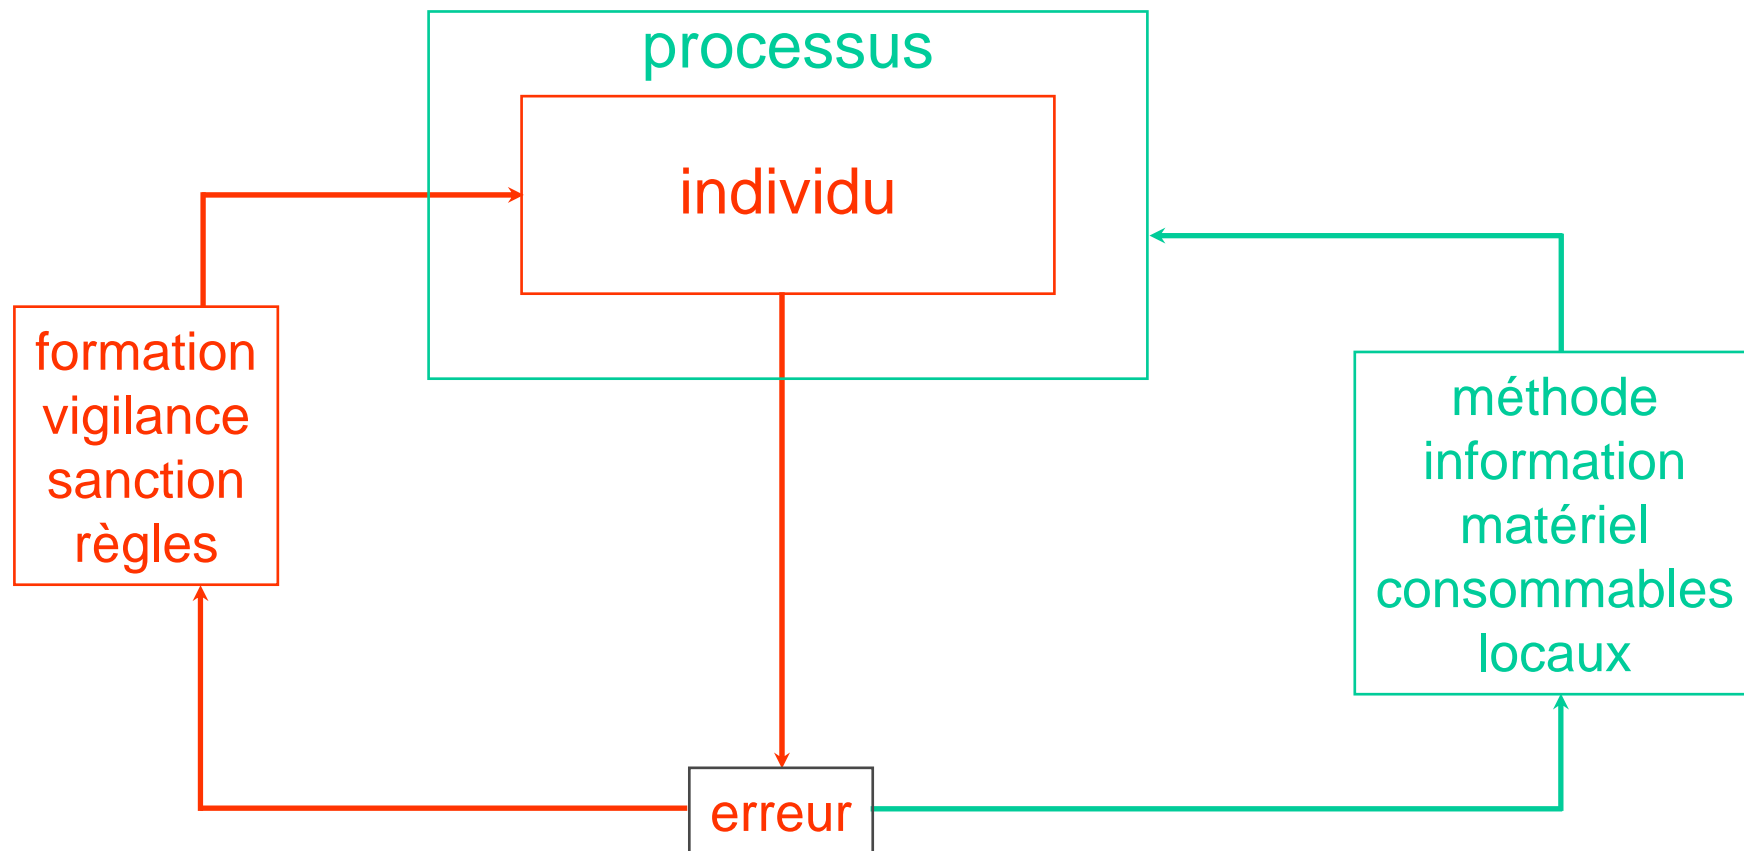 processus
individu
formation
vigilance
sanction
règles
méthode
information
matériel
consommables
locaux
erreur